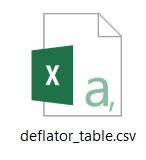 X
a,
deflator_table.csv